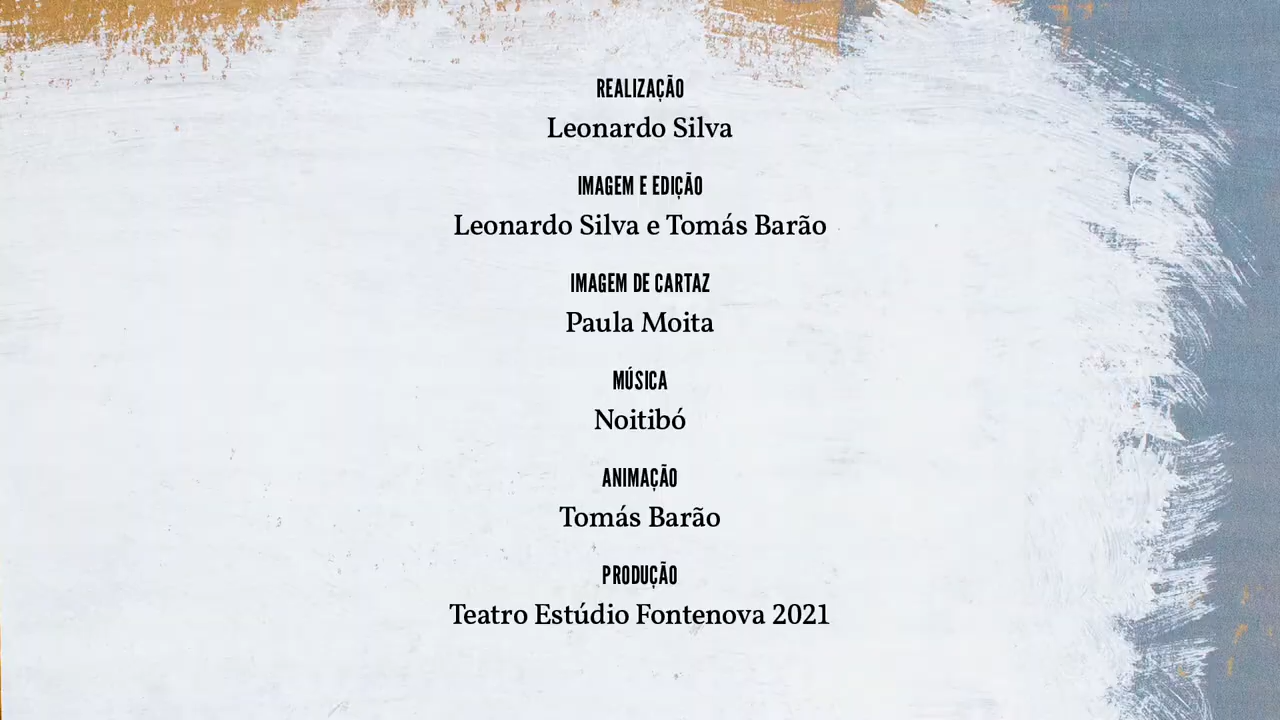 REALIZAÇÃO
Leonardo Silva
IMAGEM E EDIÇÃO
Leonardo Silva e Tomás Barão
IMAGEM DE CARTAZ
Paula Moita
MÚSICA
Noitibó
ANIMAÇÃO
Tomás Barão
PRODUÇÃO
Teatro Estúdio Fontenova 2021